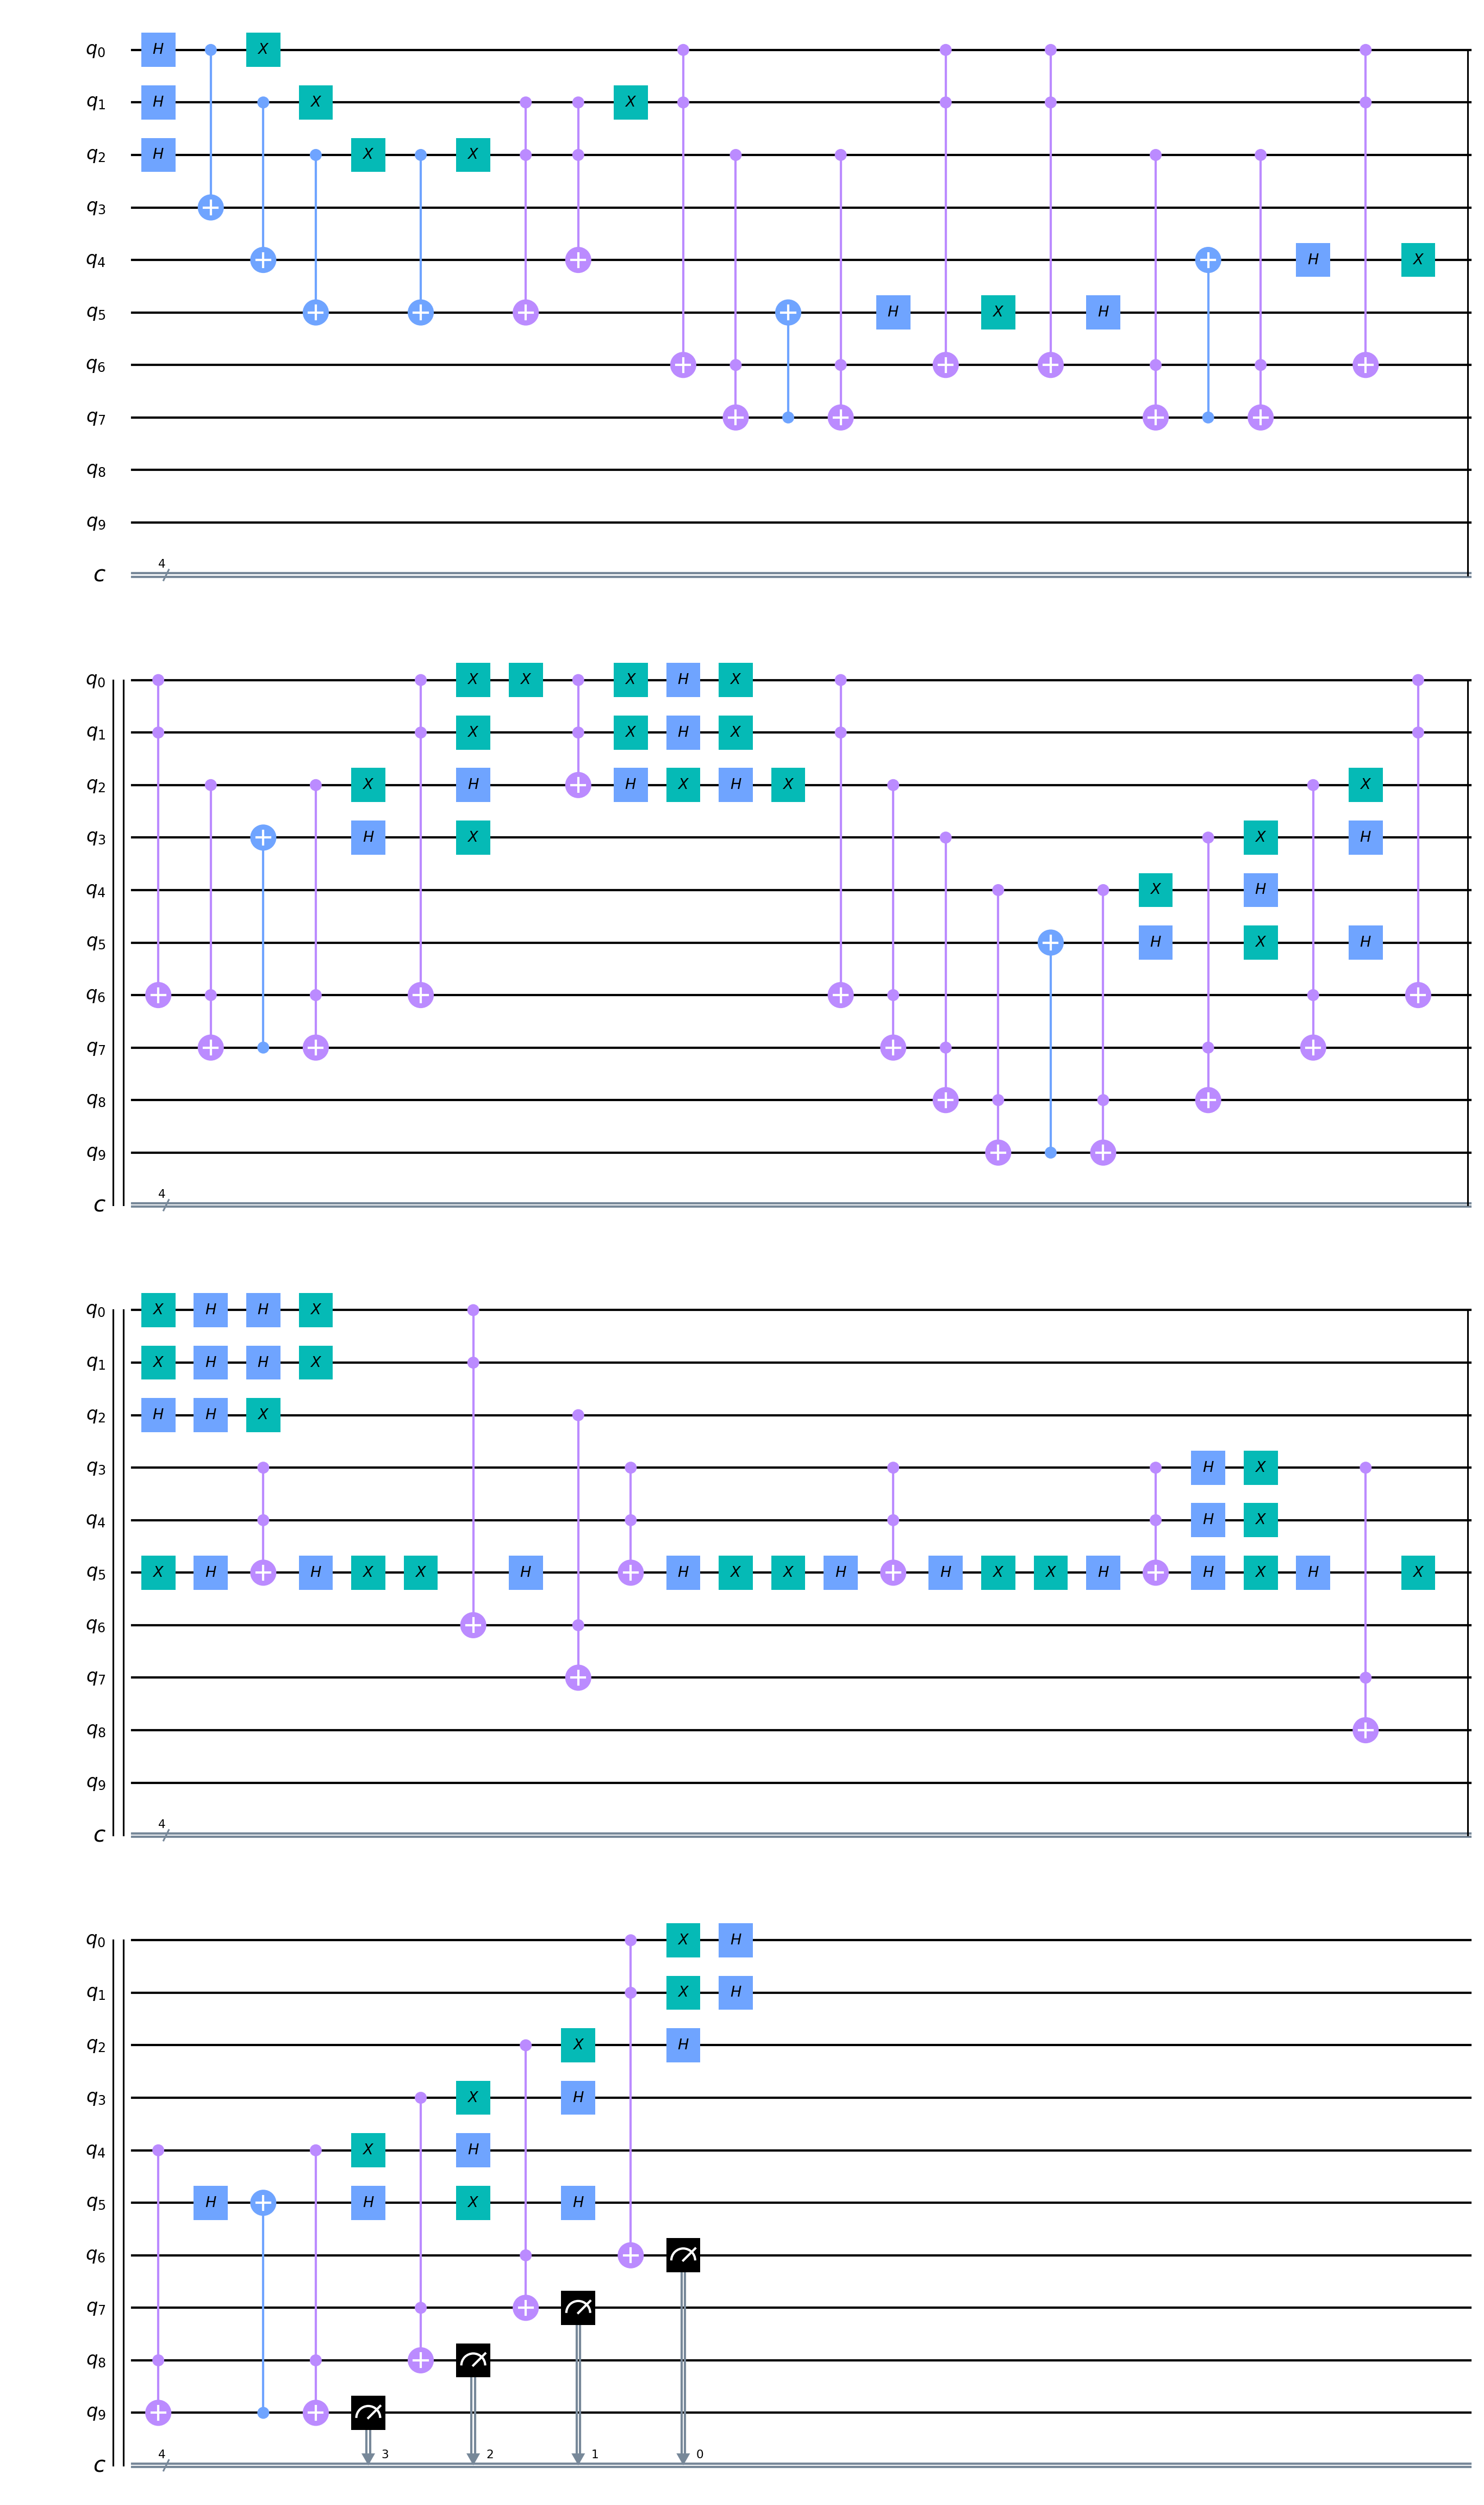 q0 H X
q1 H X X
q2 H X X
q3
q4 H X
q5 H X H
q6
q7
q8
q9
4
c
q0 X X X H X
q1 X X H X
q2 X H H X H X X
q3 H X X H
q4 X H
q5 H X H
q6
q7
q8
q9
4
c
q0 X H H X
q1 X H H X
q2 H H X
q3 H X
q4 H X
q5 X H H X X H H X X H H X X H H X H X
q6
q7
q8
q9
4
c
q0 X H
q1 X H
q2 X H
q3 X H
q4 X H
q5 H H X H
q6
q7
q8
q9
4 3 2 1 0
c